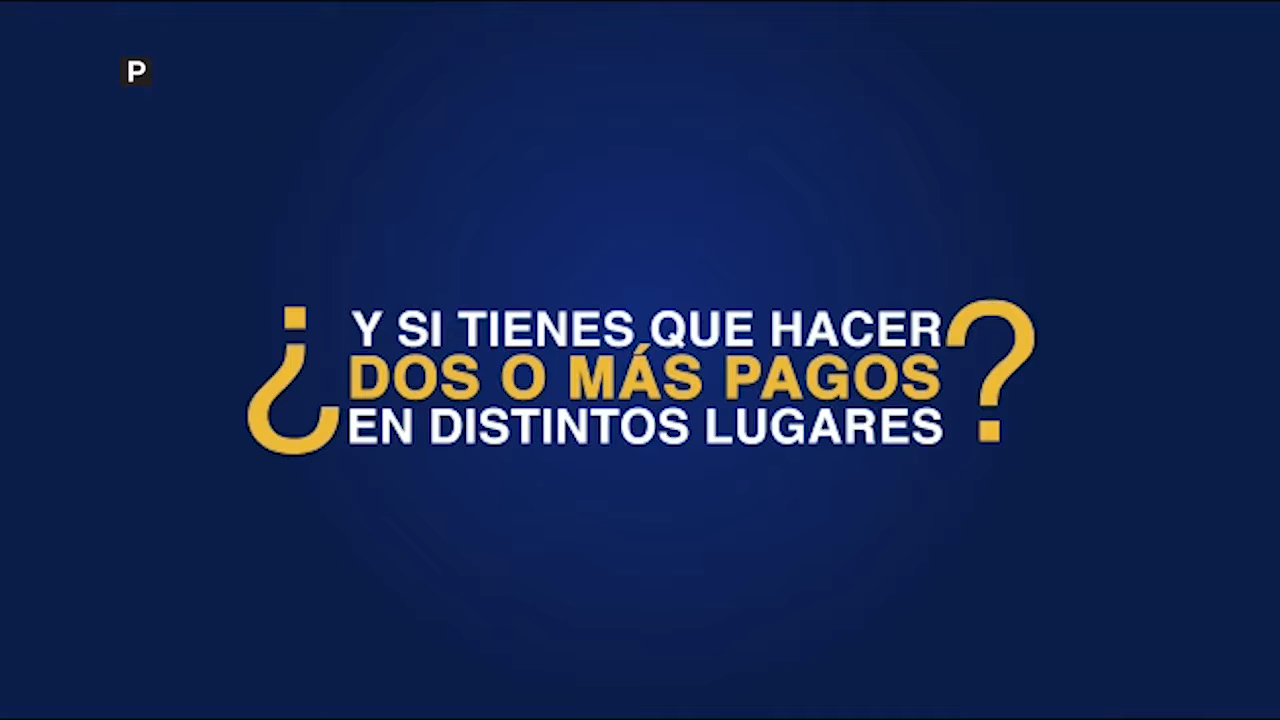 P
¿Y SI TIENES QUE HACER
DOS O MÁS PAGOS
EN DISTINTOS LUGARES?